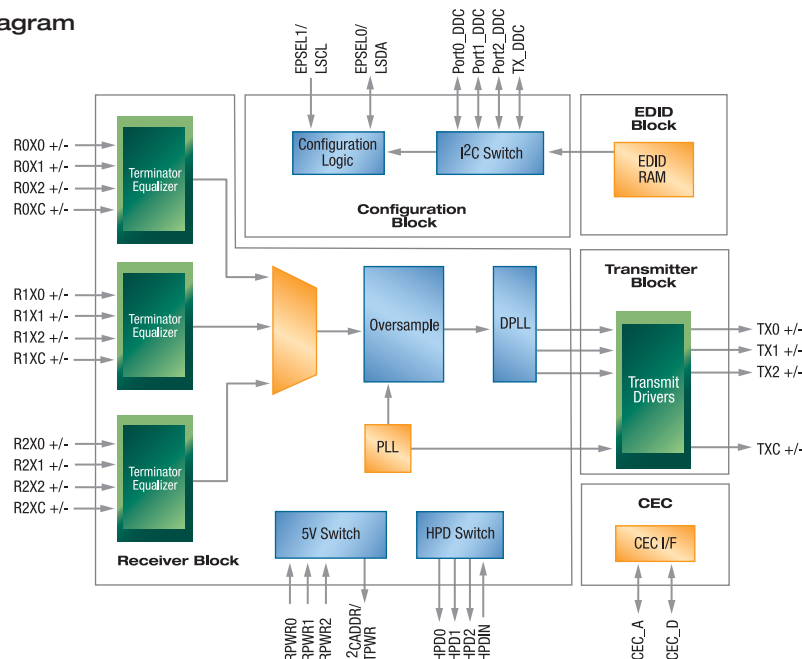 agram
EPSEL1/
LSCL
EPSEL0/
LSDA
Port0_DDC
Port1_DDC
Port2_DDC
TX_DDC
EDID
Block
Configuration
Logic
I2C Switch
EDID
RAM
Configuration
Block
R0X0 +/-
R0X1 +/-
R0X2 +/-
R0XC +/-
Terminator
Equalizer
R1X0 +/-
R1X1 +/-
R1X2 +/-
R1XC +/-
Terminator
Equalizer
R2X0 +/-
R2X1 +/-
R2X2 +/-
R2XC +/-
Terminator
Equalizer
Oversample
DPLL
PLL
Transmitter
Block
Transmit
Drivers
TX0 +/-
TX1 +/-
TX2 +/-
TXC +/-
5V Switch
HPD Switch
Receiver Block
CEC
CEC I/F
RPWR0
RPWR1
RPWR2
2CADDR/
TPWR
HPD0
HPD1
HPD2
HPDIN
CEC_A
CEC_D